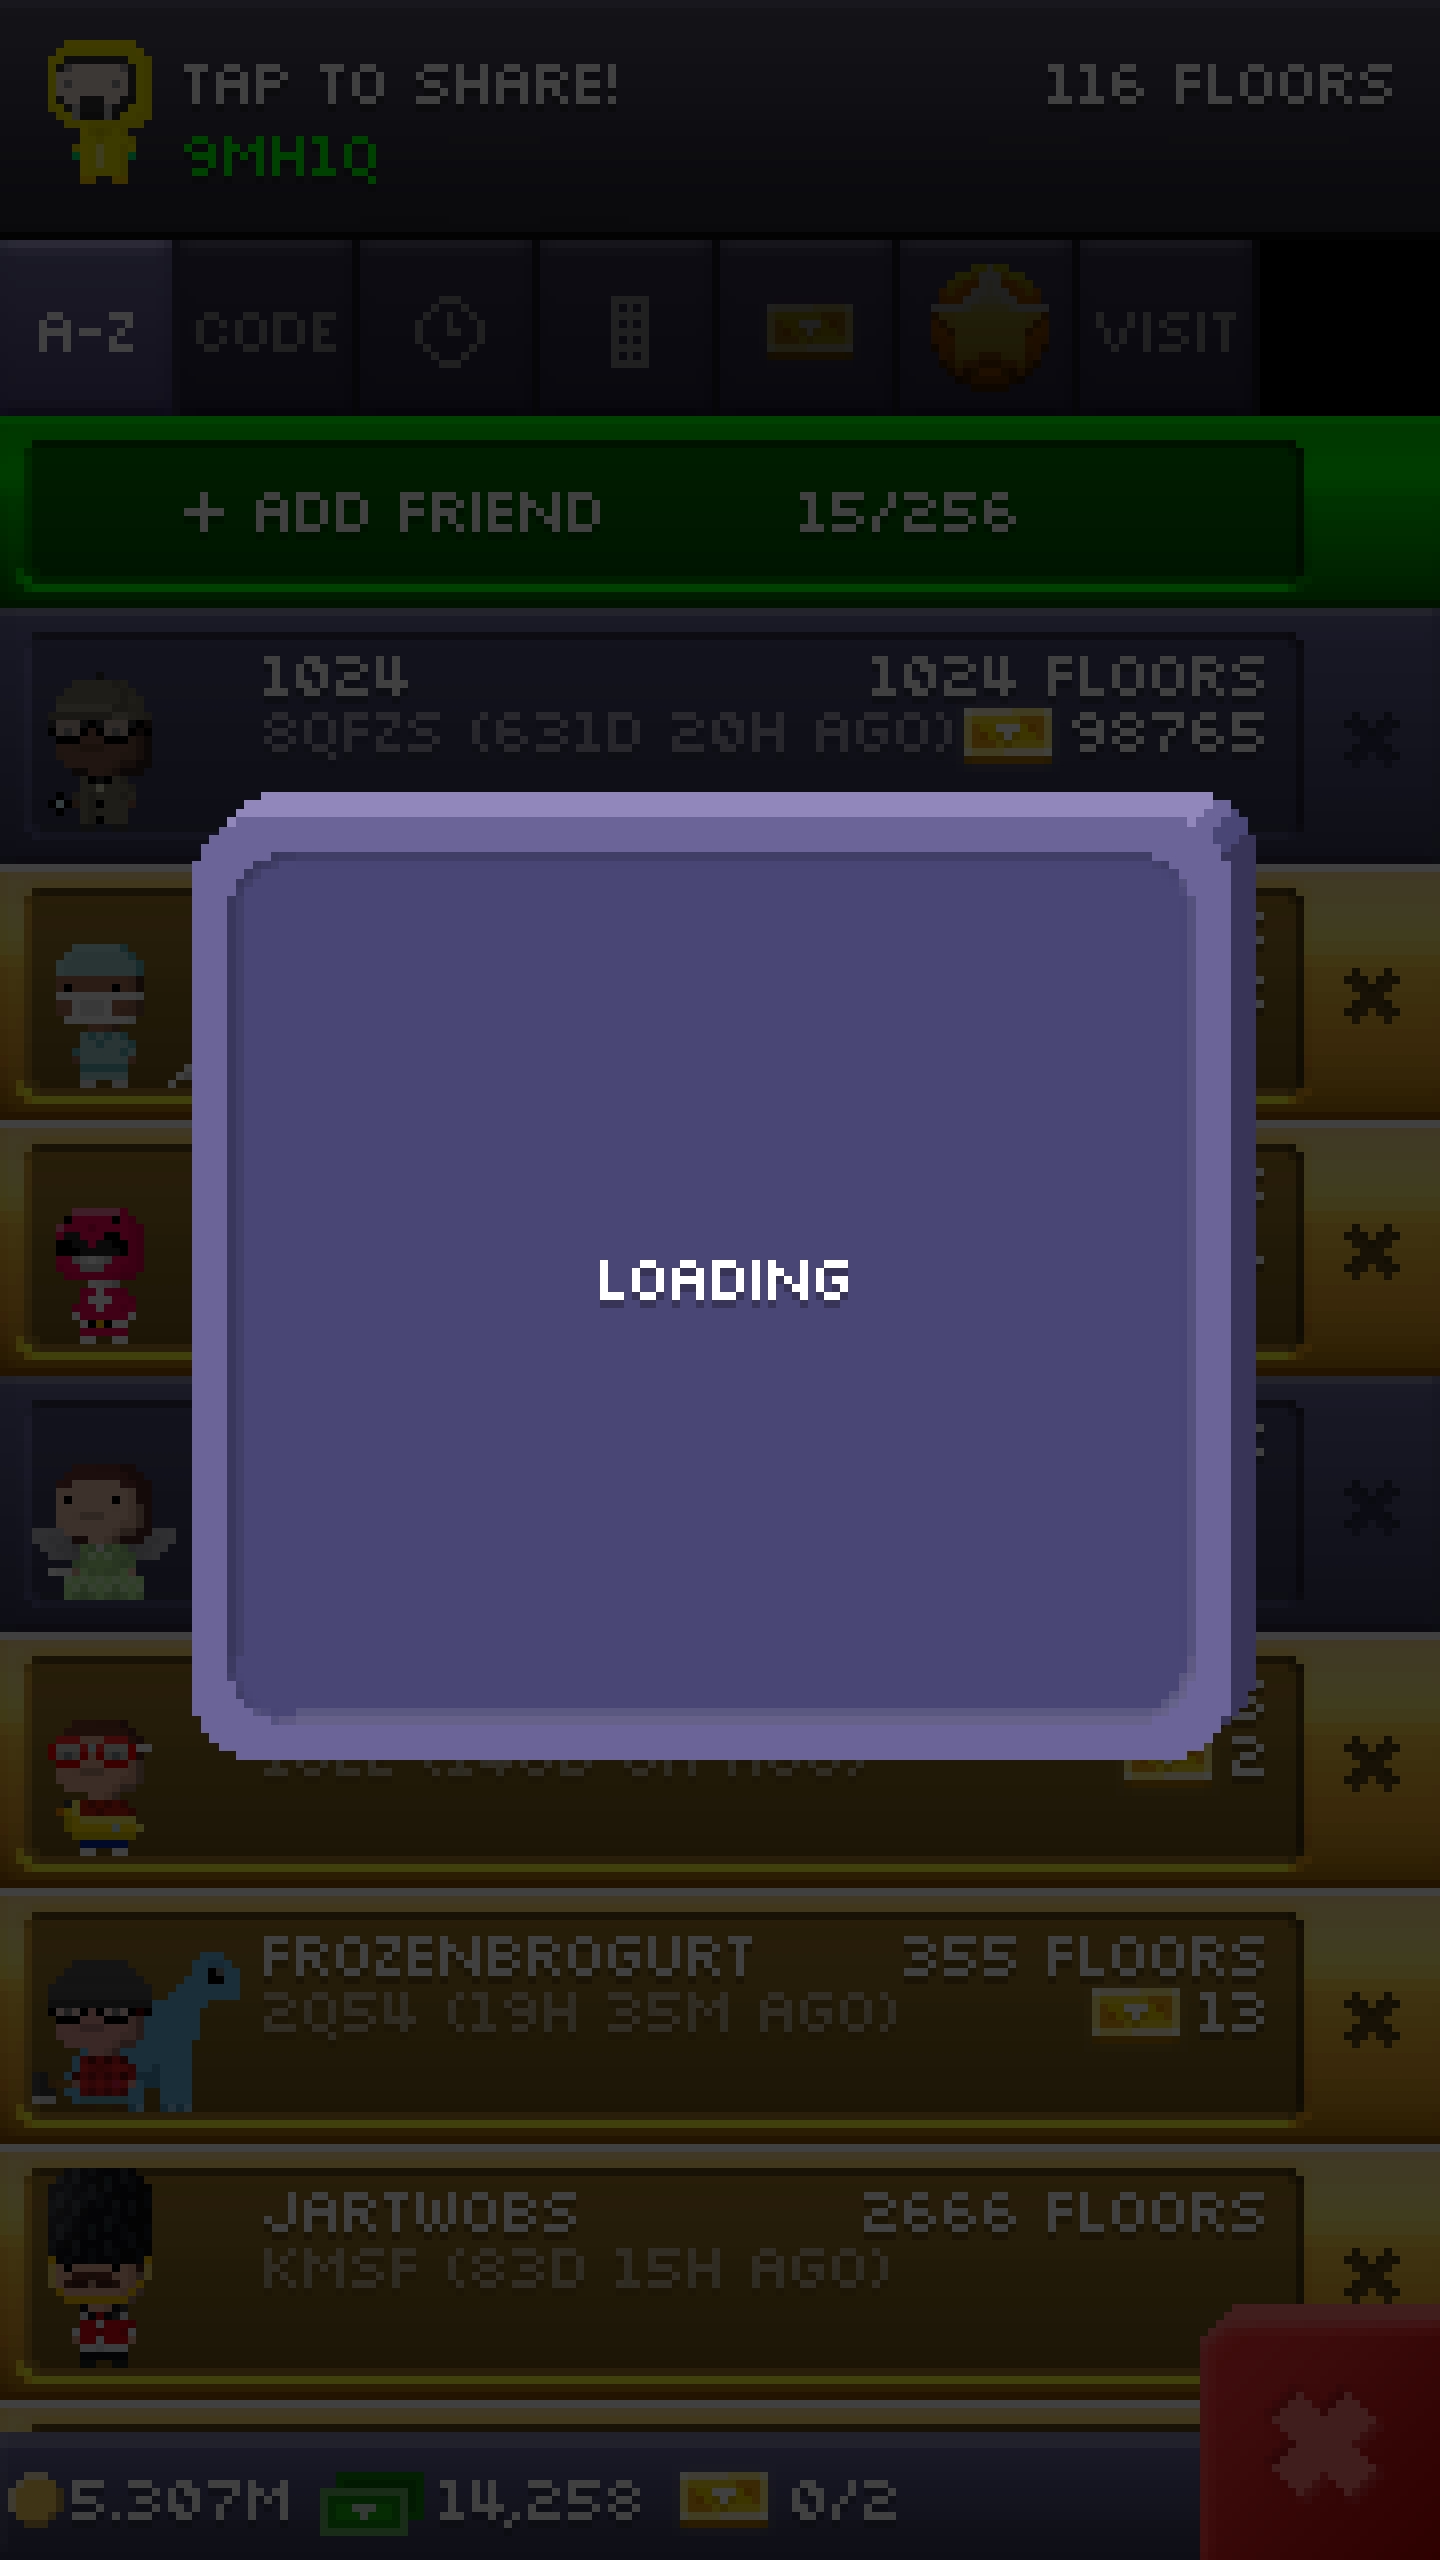 TAP TO SHARE! 116 FLOORS
9MH1Q
A-Z CODE VISIT
+ ADD FRIEND 15/256
1024 1024 FLOORS
8QFZS (631D 20H AGO) 98765
LOADING
2
FROZENBROGURT 355 FLOORS
2Q54 (19H 35M AGO) 13
JARTWOBS 2666 FLOORS
KMSF (83D 15H AGO)
5.307M 14,258 0/2